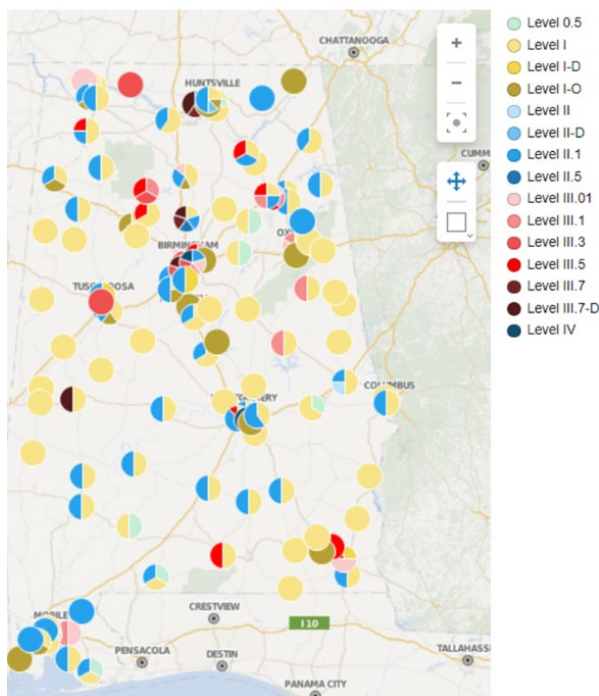 CHATTANOOGA
HUNTSVILLE
CUMM
OX
BIRMINGHAM
TUSCALOOSA
COLUMBUS
MOBILE
CRESTVIEW
I 10
PENSACOLA
DESTIN
TALLAHASS
PANAMA CITY
+
−
Level 0.5
Level I
Level I-D
Level I-O
Level II
Level II-D
Level II.1
Level II.5
Level III.01
Level III.1
Level III.3
Level III.5
Level III.7
Level III.7-D
Level IV